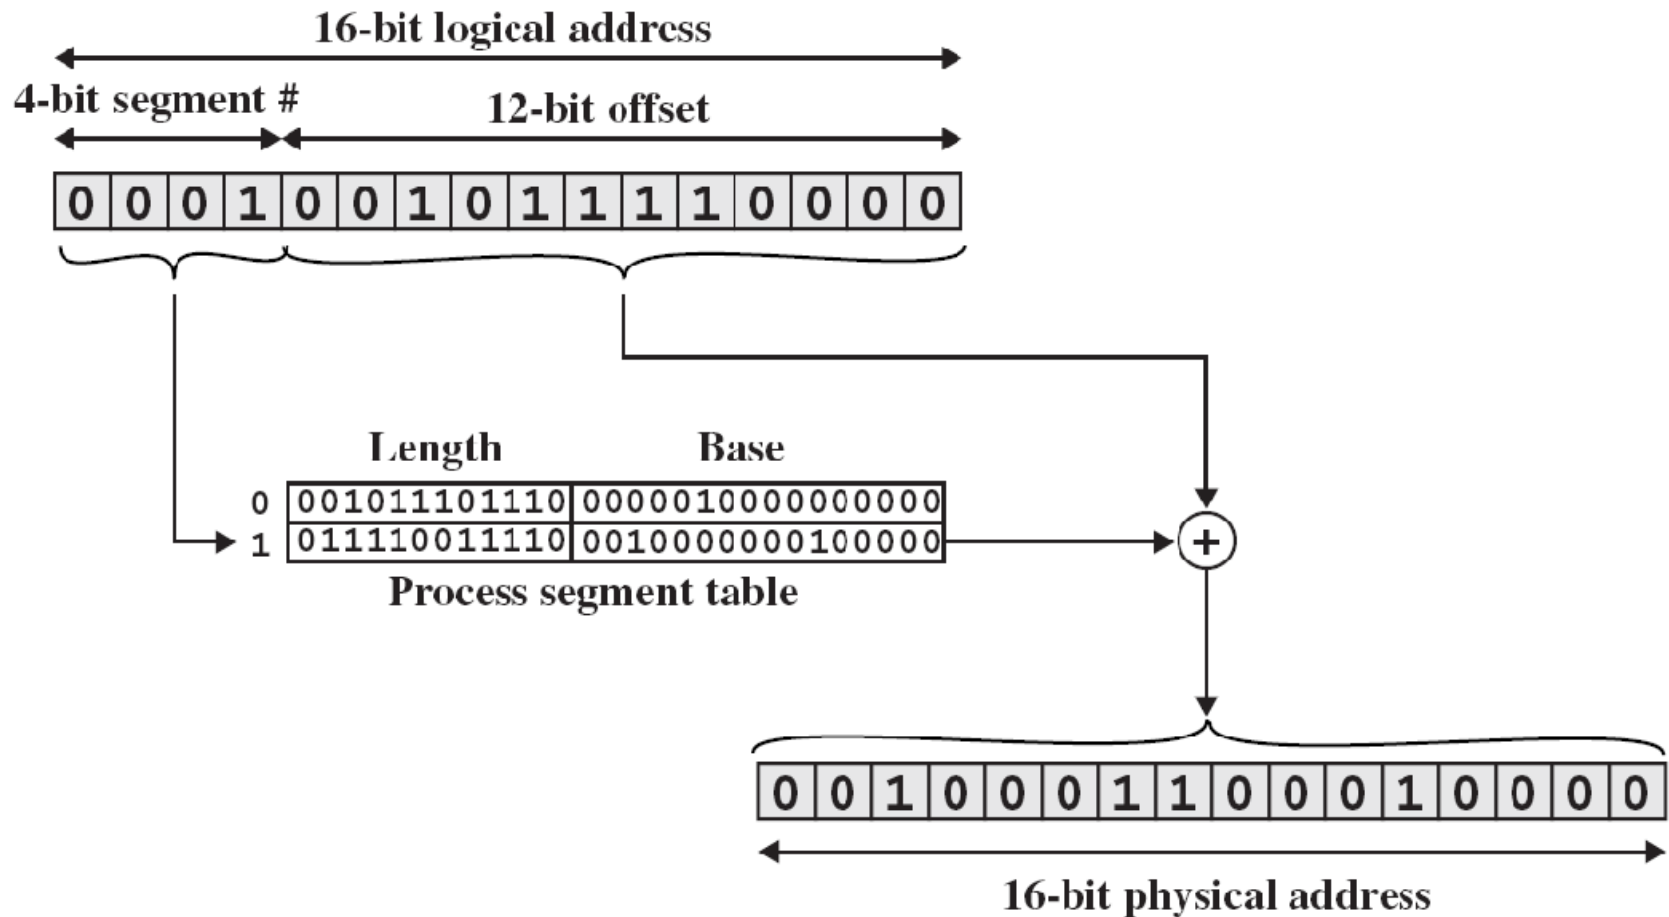 16-bit logical address
4-bit segment #
12-bit offset
0 0 0 1 0 0 1 0 1 1 1 1 0 0 0 0
Length Base
0 001011101110 0000010000000000
1 011110011110 0010000000100000
Process segment table
+
0 0 1 0 0 0 1 1 0 0 0 1 0 0 0 0
16-bit physical address